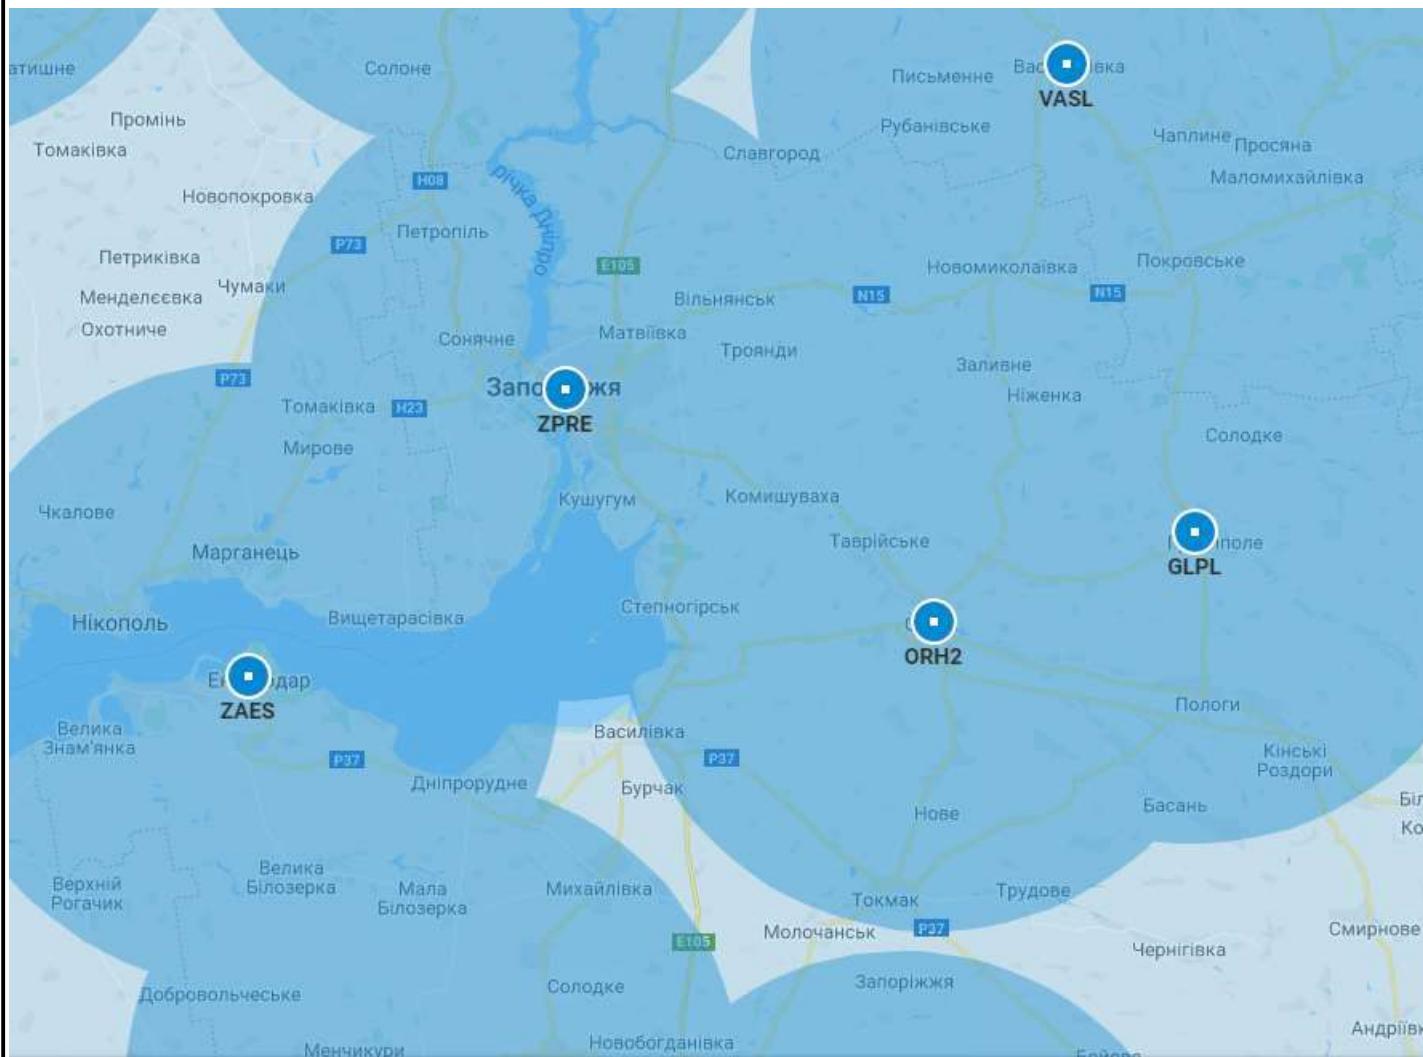 Солоне
Письменне
VASL
Промінь
Томаківка
Рубанівське
Славгород
Чаплине
Просяна
Маломихайлівка
Новопокровка
H08
річка Дніпро
Петропіль
P73
E105
Петриківка
Чумаки
Менделєєвка
Охотниче
Новомиколаївка
Покровське
Вільнянськ
N15
N15
Сонячне
Матвіївка
Троянди
Заливне
P73
Ніженка
ZPRE
Томаківка
H23
Мирове
Солодке
Чкалове
Кушугум
Комишуваха
Таврійське
Марганець
GLPL
Нікополь
Вищетарасівка
Степногірськ
ORH2
ZAES
Пологи
Велика
Знам'янка
Василівка
P37
P37
Кінські
Роздори
Дніпрорудне
Бурчак
Басань
Нове
Верхній
Рогачик
Велика
Білозерка
Мала
Білозерка
Михайлівка
Токмак
Трудове
Молочанськ
P37
E105
Чернігівка
Смирнове
Добровольчеське
Солодке
Запоріжжя
Новобогданівка
Менчикури